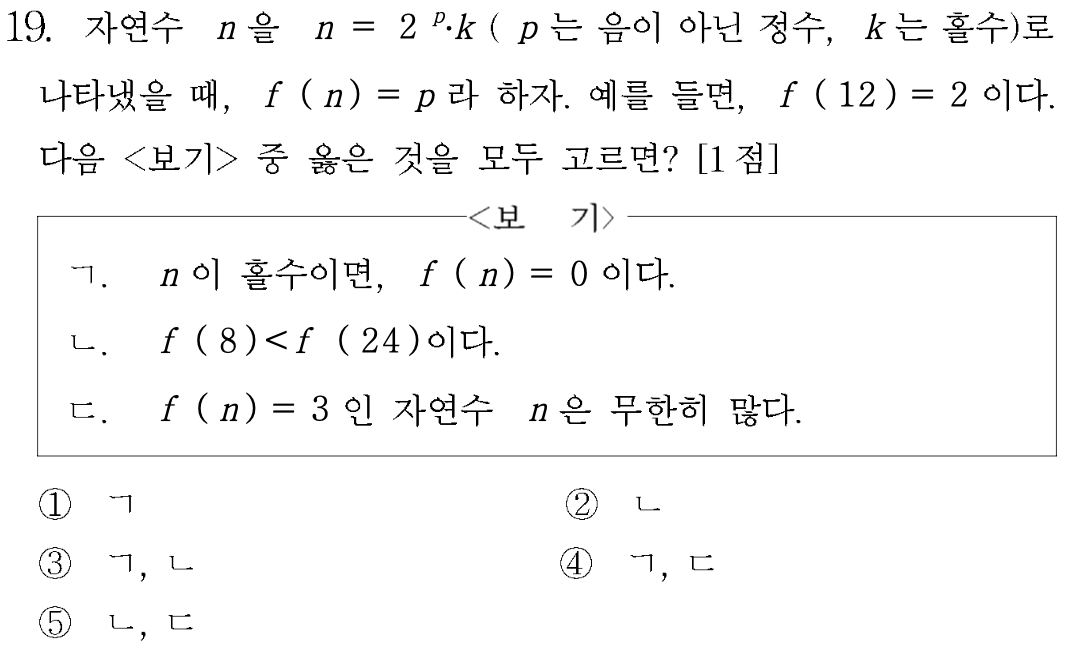 19. 자연수 n을 n = 2 ᵖ·k ( p 는 음이 아닌 정수, k 는 홀수)로
나타냈을 때, f ( n) = p 라 하자. 예를 들면, f ( 12 ) = 2 이다.
다음 <보기> 중 옳은 것을 모두 고르면? [1 점]
<보 기>
ㄱ. n 이 홀수이면, f ( n) = 0 이다.
ㄴ. f ( 8 ) < f ( 24 )이다.
ㄷ. f ( n ) = 3 인 자연수 n 은 무한히 많다.
① ㄱ ② ㄴ
③ ㄱ, ㄴ ④ ㄱ, ㄷ
⑤ ㄴ, ㄷ